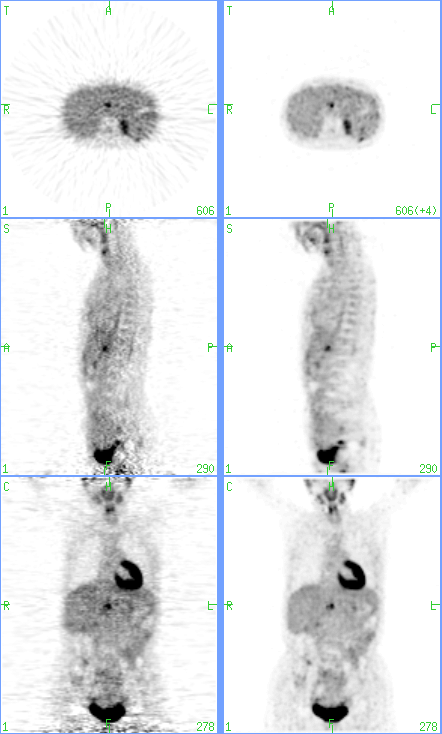 T A T A
R L R L
1 P 606 1 P 606(+4)
S H S H
A P A P
1 F 290 1 F 290
C H C H
R L R L
1 F 278 1 F 278